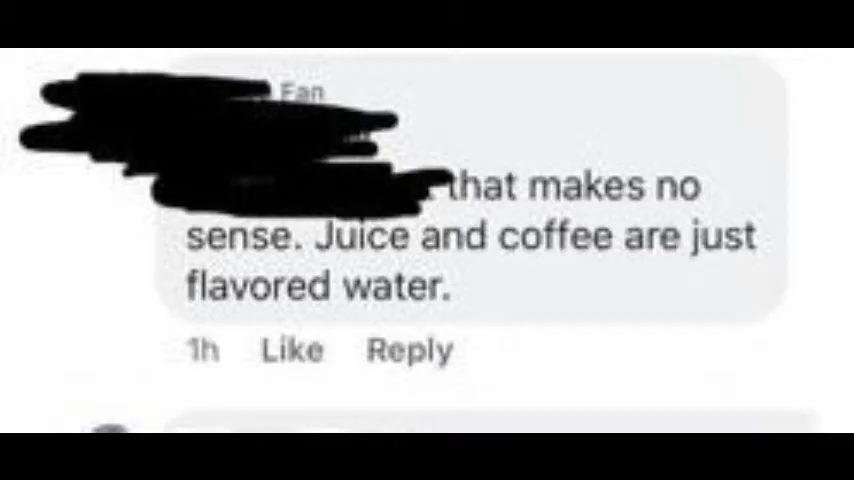 Fan
that makes no
sense. Juice and coffee are just
flavored water.
1h Like Reply